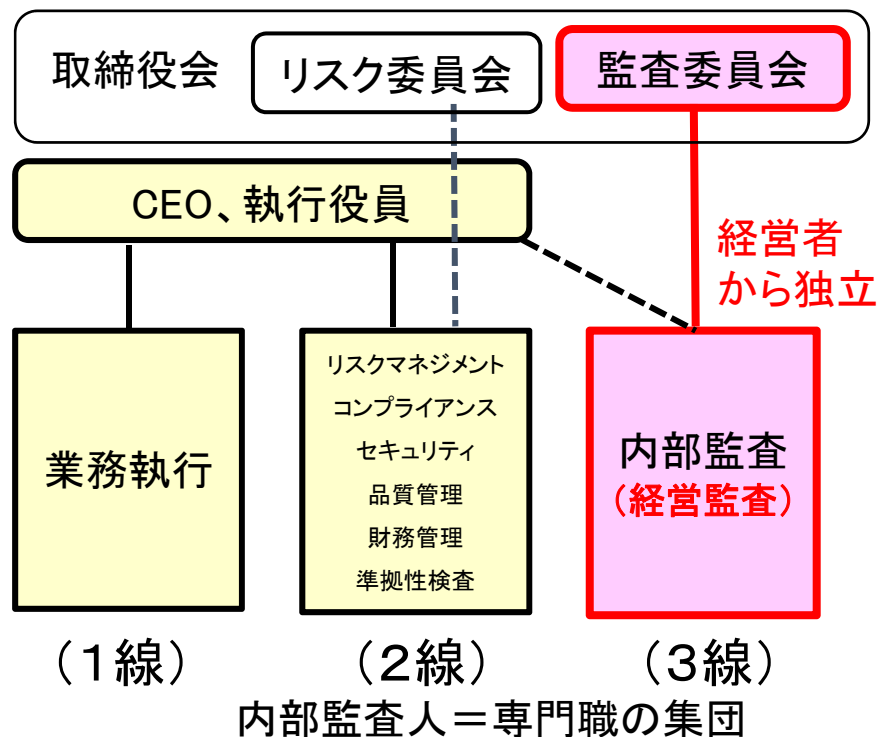 取締役会
リスク委員会
監査委員会
CEO、執行役員
経営者
から独立
業務執行
リスクマネジメント
コンプライアンス
セキュリティ
品質管理
財務管理
準拠性検査
内部監査
（経営監査）
（１線）
（２線）
（３線）
内部監査人＝専門職の集団